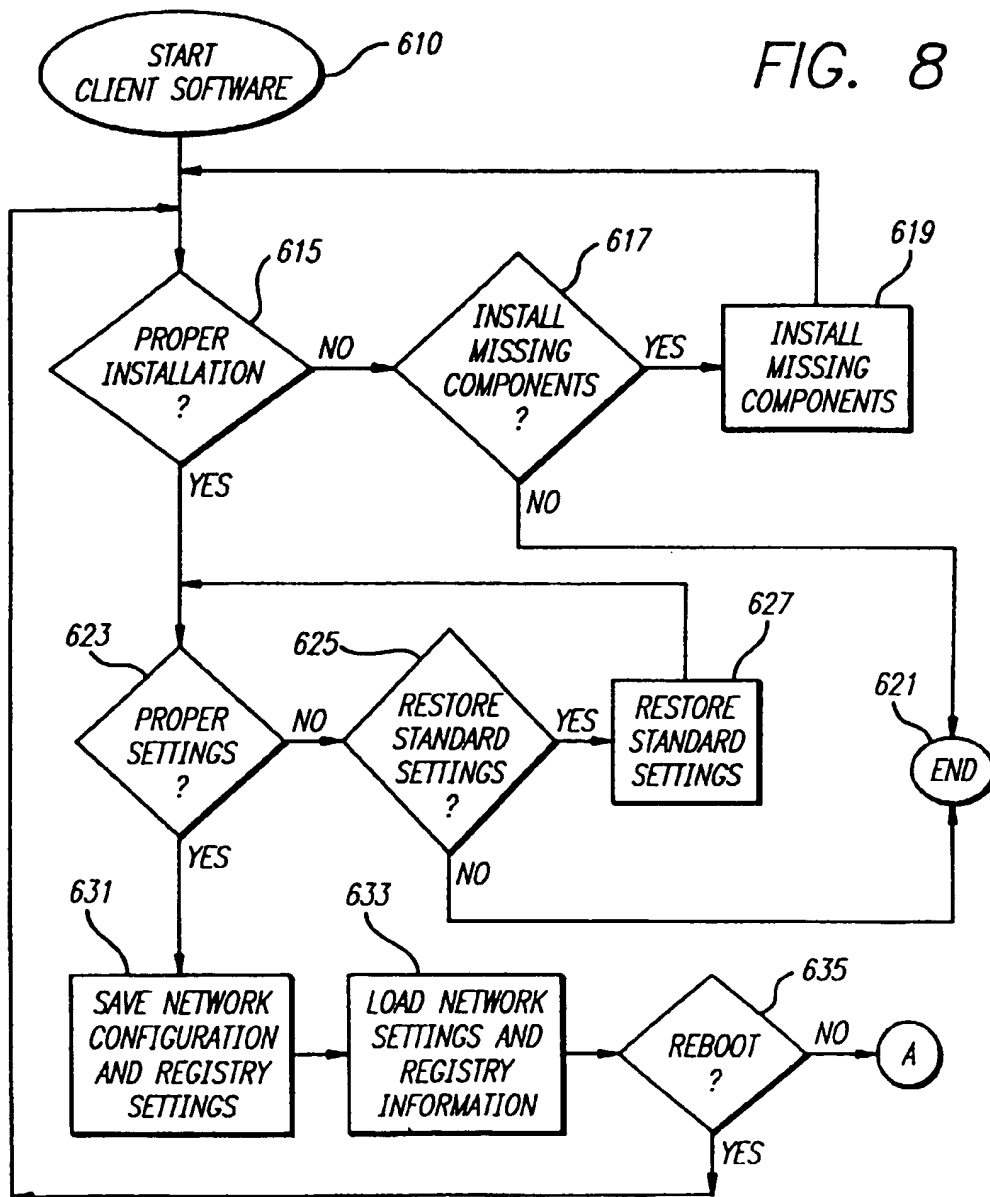 START
CLIENT SOFTWARE
610
FIG. 8
615
PROPER
INSTALLATION
?
NO
617
INSTALL
MISSING
COMPONENTS
?
YES
619
INSTALL
MISSING
COMPONENTS
YES
NO
623
PROPER
SETTINGS
?
NO
625
RESTORE
STANDARD
SETTINGS
?
YES
627
RESTORE
STANDARD
SETTINGS
621
END
YES
NO
631
SAVE NETWORK
CONFIGURATION
AND REGISTRY
SETTINGS
633
LOAD NETWORK
SETTINGS AND
REGISTRY
INFORMATION
635
REBOOT
?
NO
A
YES